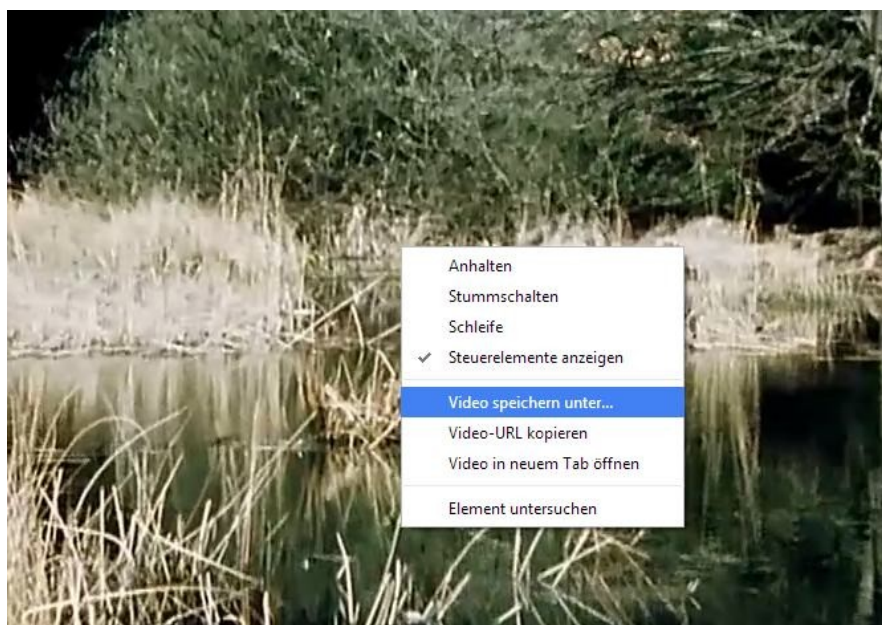 Anhalten
Stummschalten
Schleife
Steuerelemente anzeigen
Video speichern unter...
Video-URL kopieren
Video in neuem Tab öffnen
Element untersuchen